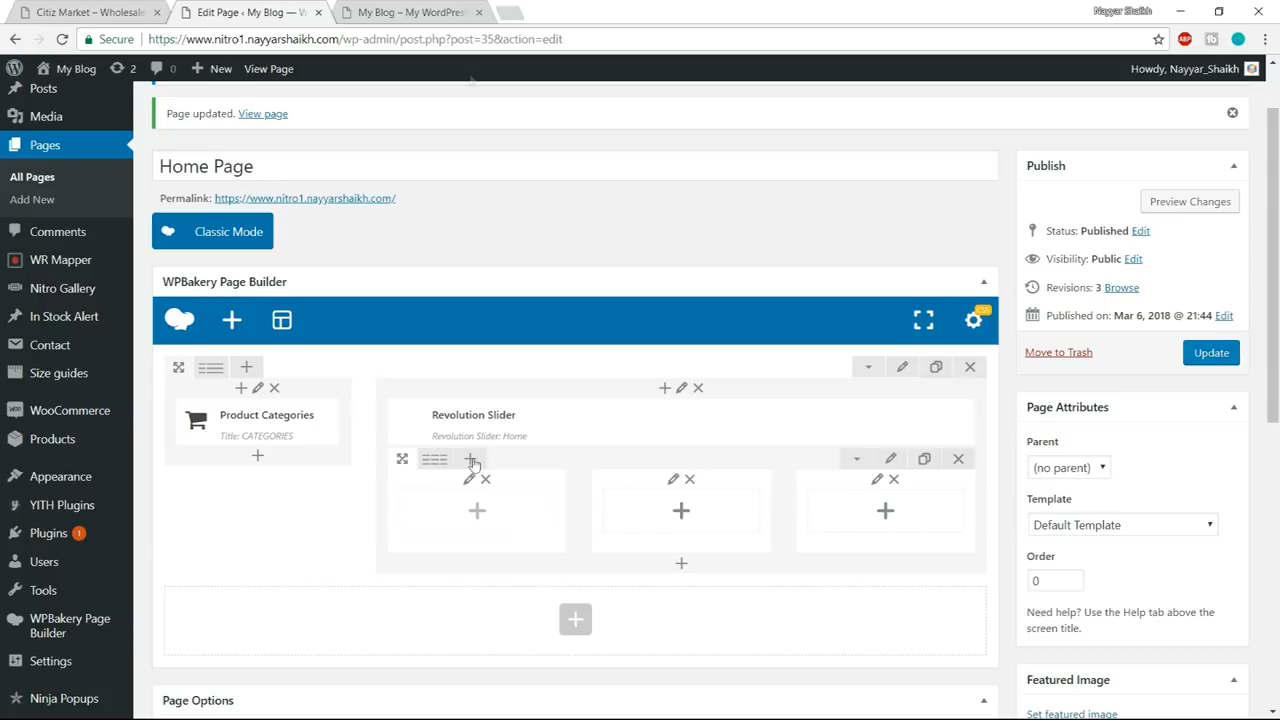 Citiz Market – Wholesale
Edit Page ‹ My Blog — W
My Blog – My WordPres
Nayyar Shaikh
Secure
https://www.nitro1.nayyarshaikh.com/wp-admin/post.php?post=35&action=edit
My Blog 2 0 New View Page
Howdy, Nayyar_Shaikh
Posts
Media
Pages
All Pages
Add New
Comments
WR Mapper
Nitro Gallery
In Stock Alert
Contact
Size guides
WooCommerce
Products
Appearance
YITH Plugins
Plugins 1
Users
Tools
WPBakery Page
Builder
Settings
Ninja Popups
Page updated. View page
Home Page
Permalink: https://www.nitro1.nayyarshaikh.com/
Classic Mode
WPBakery Page Builder
Product Categories
Title: CATEGORIES
Revolution Slider
Revolution Slider: Home
Page Options
Publish
Preview Changes
Status: Published Edit
Visibility: Public Edit
Revisions: 3 Browse
Published on: Mar 6, 2018 @ 21:44 Edit
Move to Trash
Update
Page Attributes
Parent
(no parent)
Template
Default Template
Order
0
Need help? Use the Help tab above the
screen title.
Featured Image
Set featured image